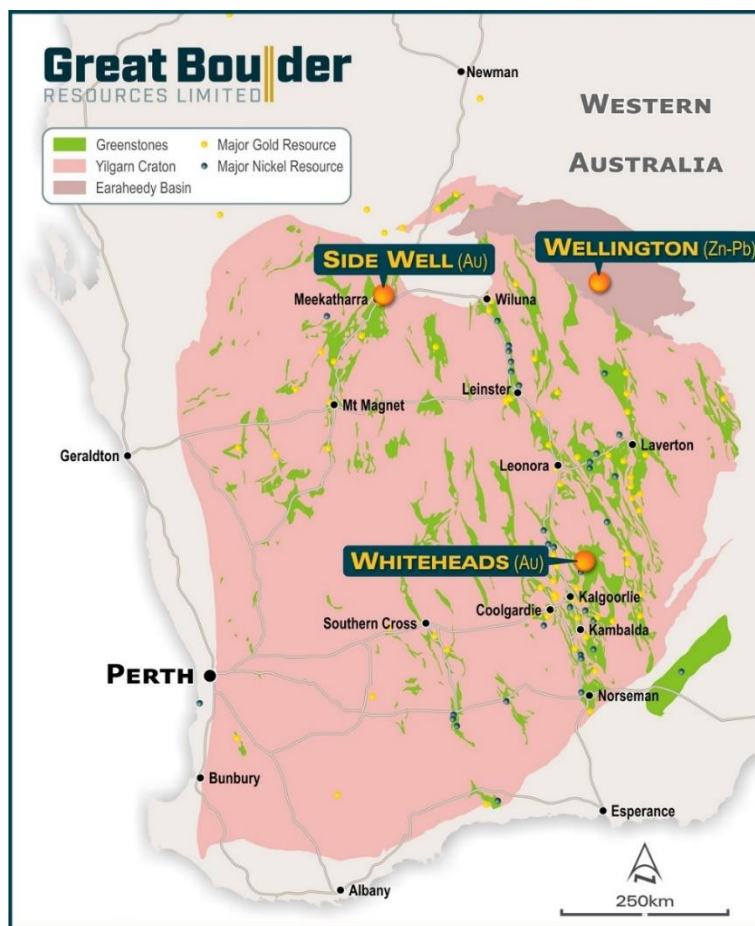 Great Boulder
RESOURCES LIMITED
Newman
WESTERN
AUSTRALIA
Greenstones
Major Gold Resource
Yilgarn Craton
Major Nickel Resource
Earaheedy Basin
SIDE WELL (Au)
WELLINGTON (Zn-Pb)
Meekatharra
Wiluna
Leinster
Mt Magnet
Geraldton
Laverton
Leonora
WHITEHEADS (Au)
Kalgoorlie
Coolgardie
Southern Cross
Kambalda
PERTH
Norseman
Bunbury
Esperance
Albany
N
250km